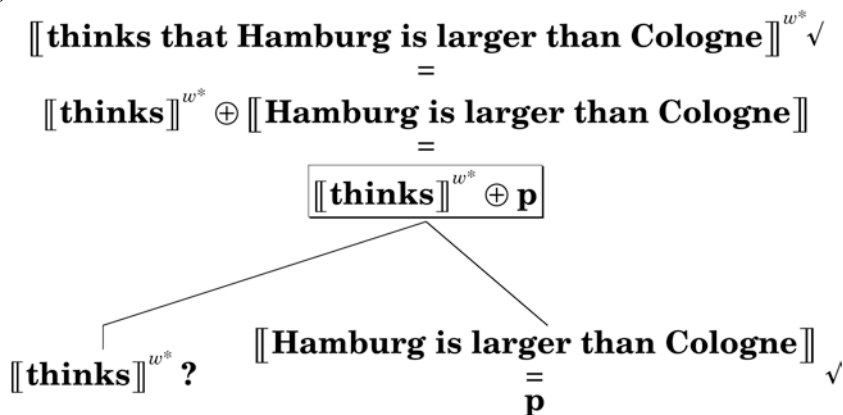 ⟦thinks that Hamburg is larger than Cologne⟧^w* √
=
⟦thinks⟧^w* ⊕ ⟦Hamburg is larger than Cologne⟧
=
⟦thinks⟧^w* ⊕ p
⟦Hamburg is larger than Cologne⟧ √
⟦thinks⟧^w* ?
=
p